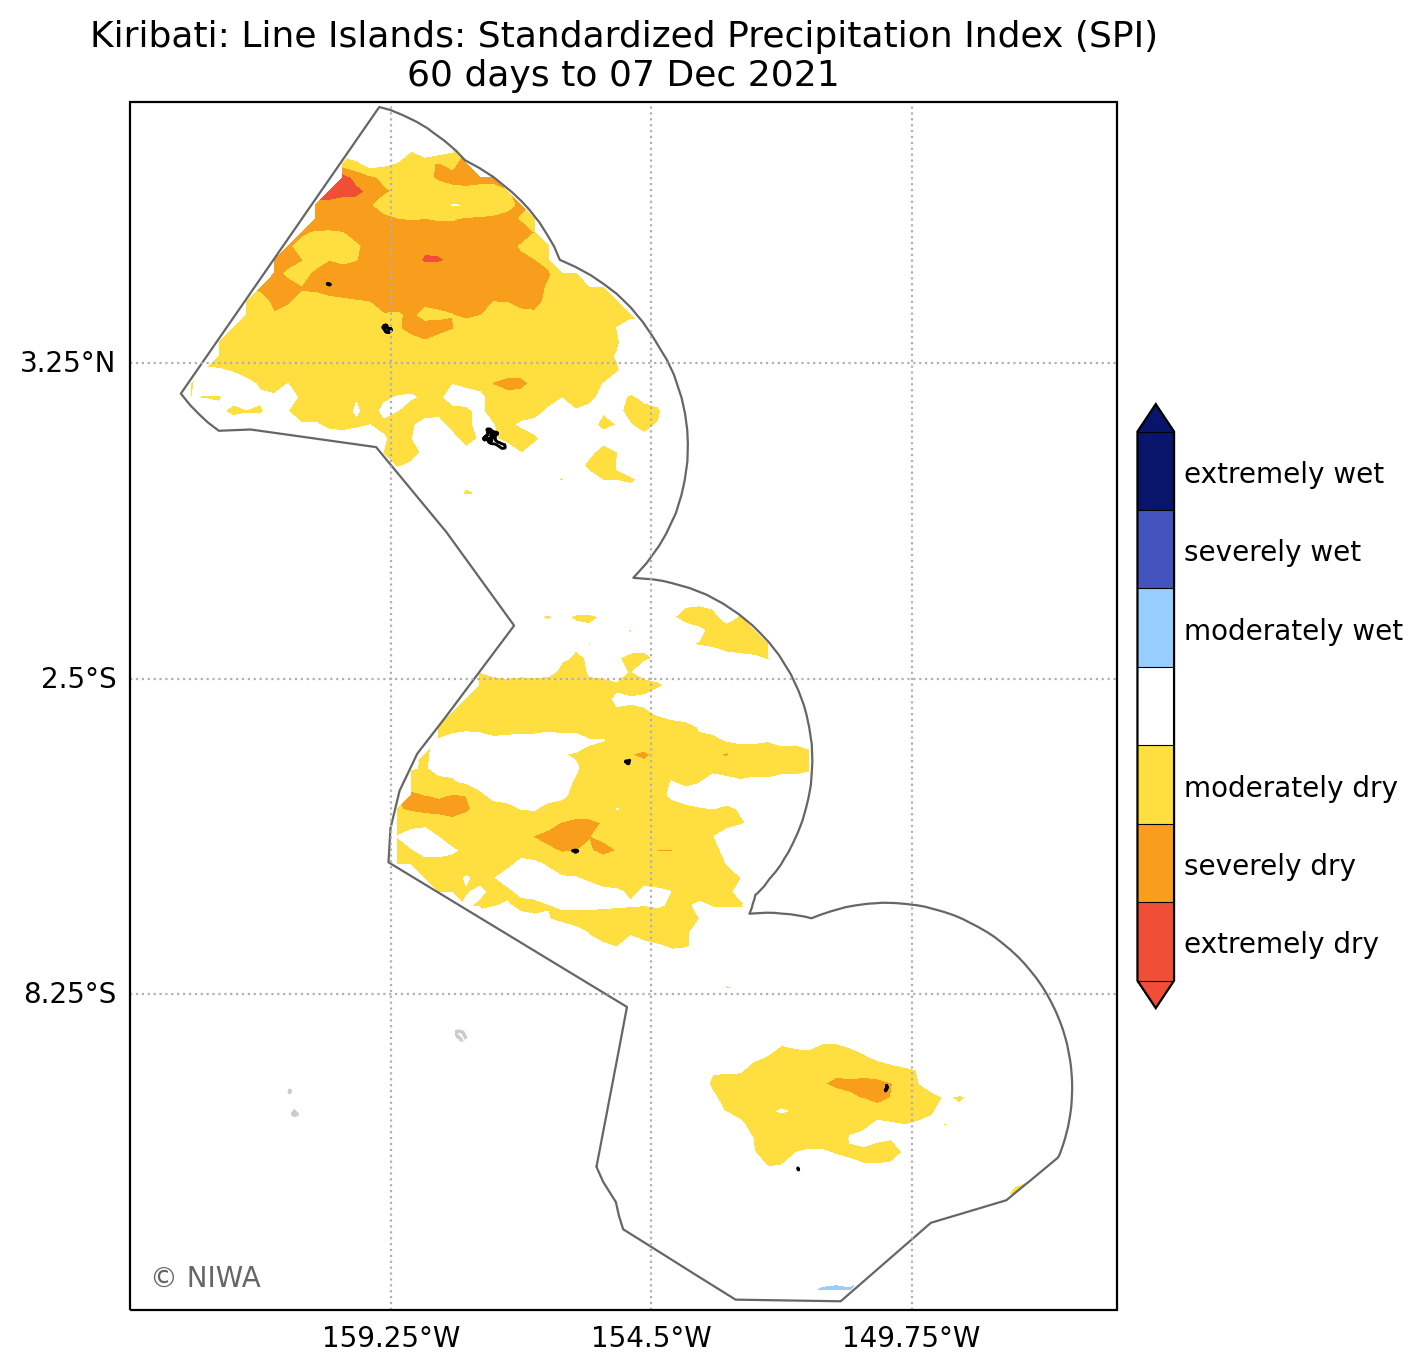 Kiribati: Line Islands: Standardized Precipitation Index (SPI)
60 days to 07 Dec 2021
3.25°N
2.5°S
8.25°S
159.25°W
154.5°W
149.75°W
© NIWA
extremely wet
severely wet
moderately wet
moderately dry
severely dry
extremely dry